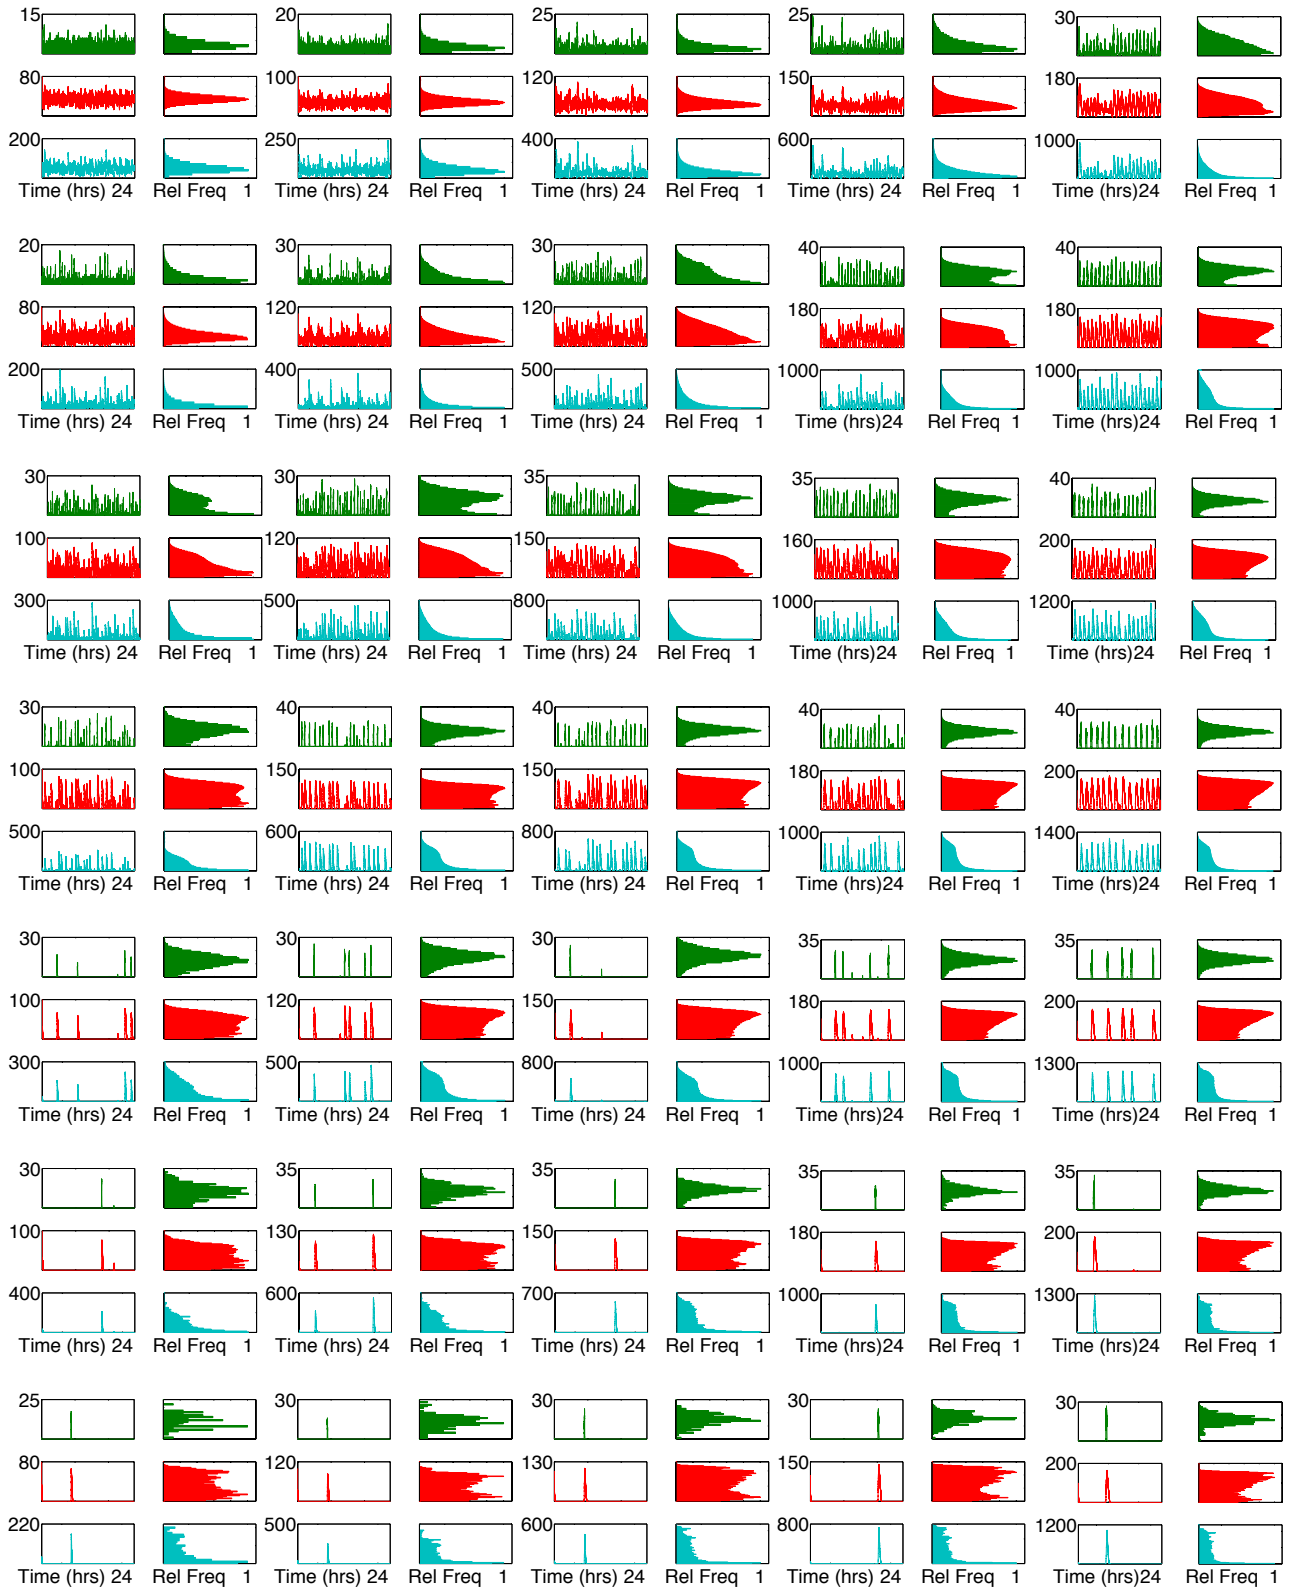 15 20 25 25 30
80 100 120 150 180
200 250 400 600 1000
Time (hrs) 24 Rel Freq 1 Time (hrs) 24 Rel Freq 1 Time (hrs) 24 Rel Freq 1 Time (hrs) 24 Rel Freq 1 Time (hrs) 24 Rel Freq 1
20 30 30 40 40
80 120 120 180 180
200 400 500 1000 1000
Time (hrs) 24 Rel Freq 1 Time (hrs) 24 Rel Freq 1 Time (hrs) 24 Rel Freq 1 Time (hrs)24 Rel Freq 1 Time (hrs)24 Rel Freq 1
30 30 35 35 40
100 120 150 160 200
300 500 800 1000 1200
Time (hrs) 24 Rel Freq 1 Time (hrs) 24 Rel Freq 1 Time (hrs) 24 Rel Freq 1 Time (hrs)24 Rel Freq 1 Time (hrs)24 Rel Freq 1
30 40 40 40 40
100 150 150 180 200
500 600 800 1000 1400
Time (hrs) 24 Rel Freq 1 Time (hrs) 24 Rel Freq 1 Time (hrs) 24 Rel Freq 1 Time (hrs)24 Rel Freq 1 Time (hrs)24 Rel Freq 1
30 30 30 35 35
100 120 150 180 200
300 500 800 1000 1300
Time (hrs) 24 Rel Freq 1 Time (hrs) 24 Rel Freq 1 Time (hrs) 24 Rel Freq 1 Time (hrs)24 Rel Freq 1 Time (hrs)24 Rel Freq 1
30 35 35 35 35
100 130 150 180 200
400 600 700 1000 1300
Time (hrs) 24 Rel Freq 1 Time (hrs) 24 Rel Freq 1 Time (hrs) 24 Rel Freq 1 Time (hrs)24 Rel Freq 1 Time (hrs)24 Rel Freq 1
25 30 30 30 30
80 120 130 150 200
220 500 600 800 1200
Time (hrs) 24 Rel Freq 1 Time (hrs) 24 Rel Freq 1 Time (hrs) 24 Rel Freq 1 Time (hrs) 24 Rel Freq 1 Time (hrs) 24 Rel Freq 1